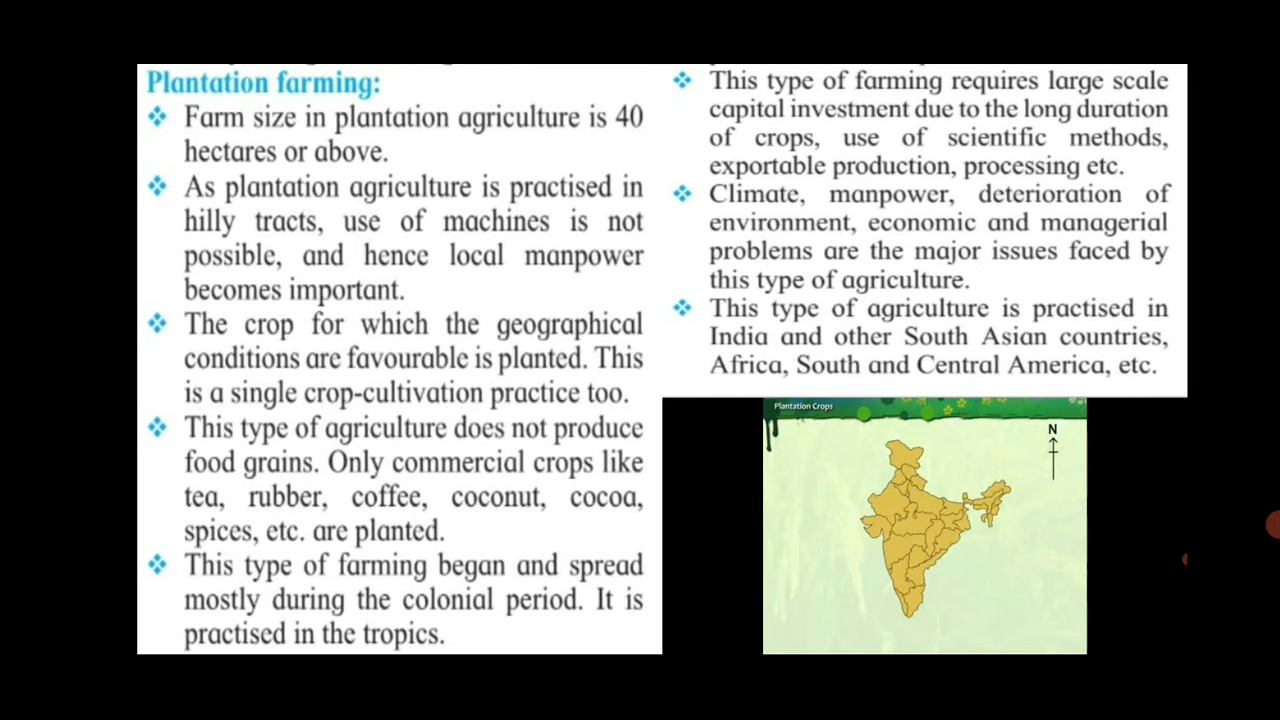 Plantation farming:
❖ Farm size in plantation agriculture is 40
hectares or above.
❖ As plantation agriculture is practised in
hilly tracts, use of machines is not
possible, and hence local manpower
becomes important.
❖ The crop for which the geographical
conditions are favourable is planted. This
is a single crop-cultivation practice too.
❖ This type of agriculture does not produce
food grains. Only commercial crops like
tea, rubber, coffee, coconut, cocoa,
spices, etc. are planted.
❖ This type of farming began and spread
mostly during the colonial period. It is
practised in the tropics.
❖ This type of farming requires large scale
capital investment due to the long duration
of crops, use of scientific methods,
exportable production, processing etc.
❖ Climate, manpower, deterioration of
environment, economic and managerial
problems are the major issues faced by
this type of agriculture.
❖ This type of agriculture is practised in
India and other South Asian countries,
Africa, South and Central America, etc.
Plantation Crops
N